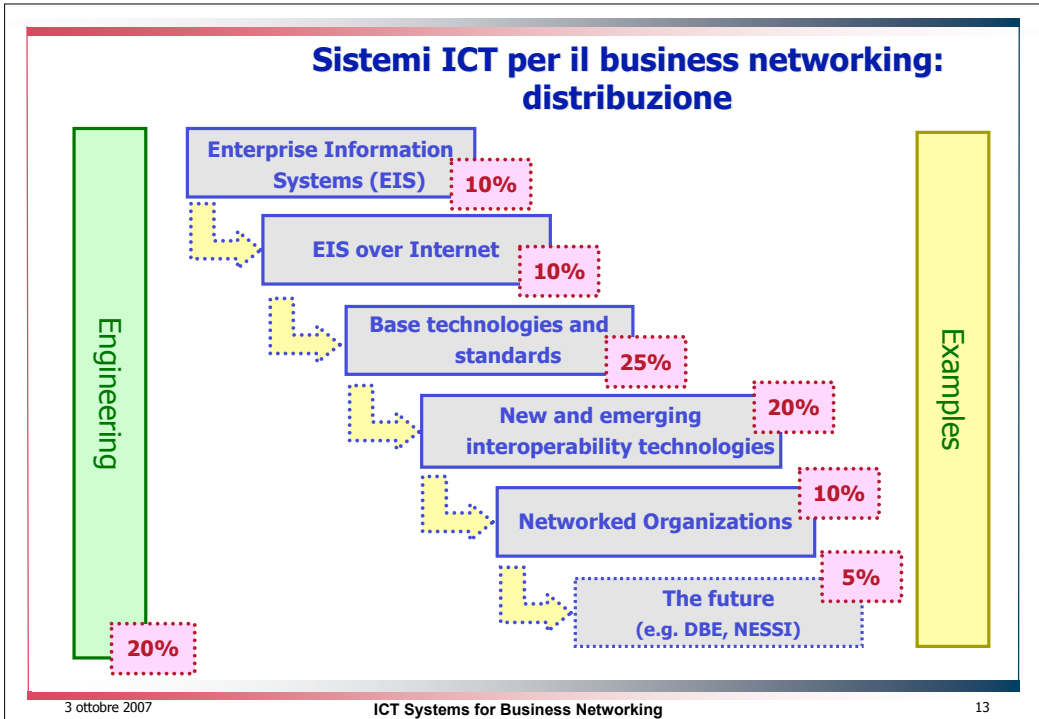 Sistemi ICT per il business networking:
distribuzione
Engineering
20%
Enterprise Information
Systems (EIS)
10%
EIS over Internet
10%
Base technologies and
standards
25%
New and emerging
interoperability technologies
20%
Networked Organizations
10%
The future
(e.g. DBE, NESSI)
5%
Examples
3 ottobre 2007
ICT Systems for Business Networking
13